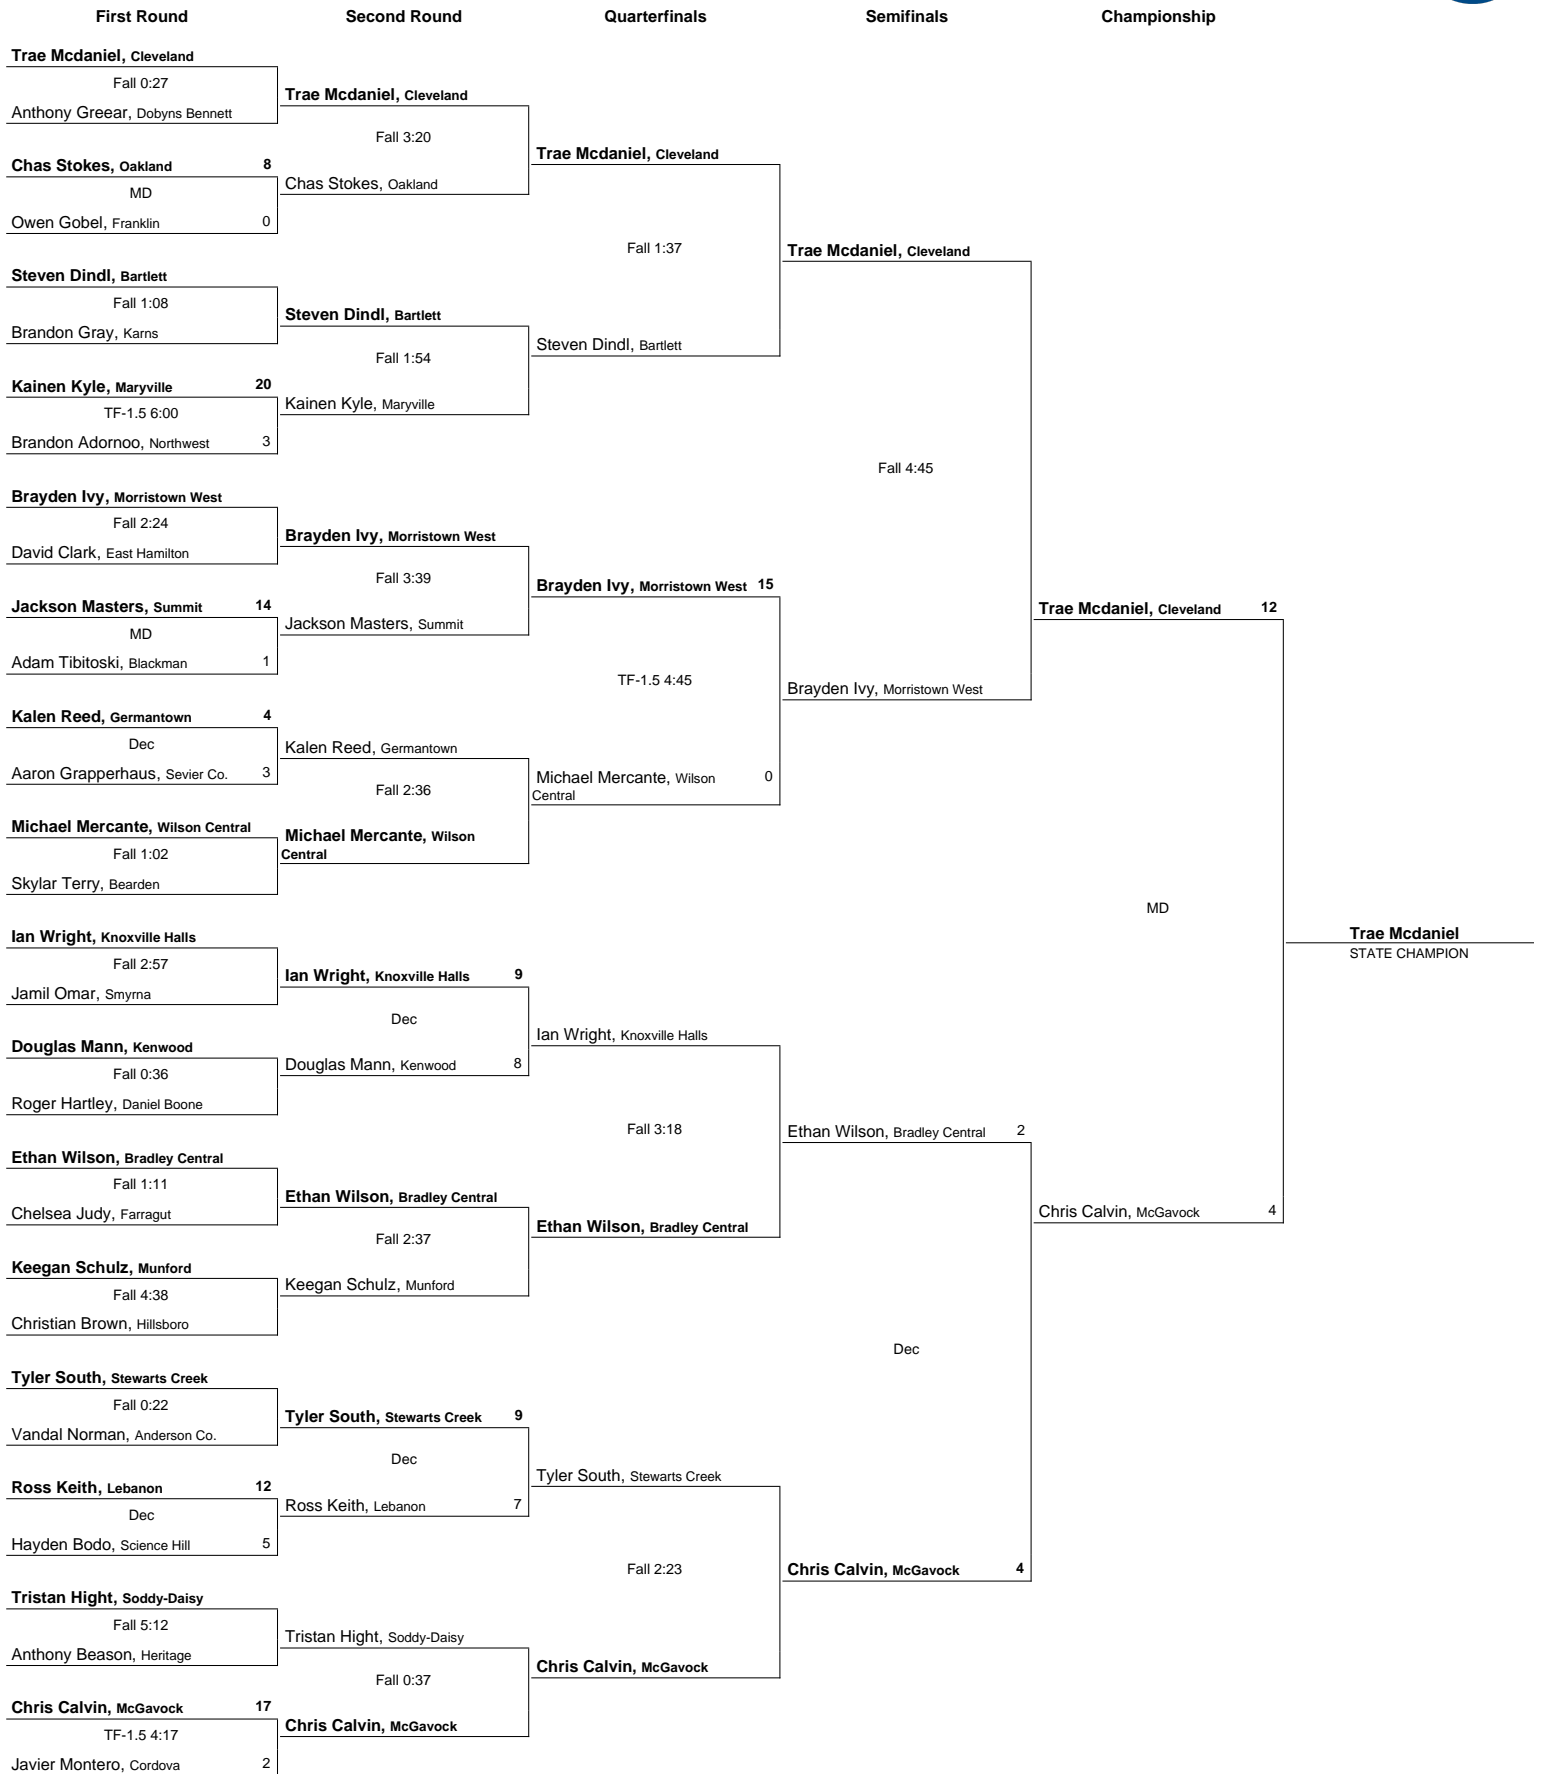 First Round Second Round Quarterfinals Semifinals Championship
Trae Mcdaniel, Cleveland
Fall 0:27
Anthony Greear, Dobyns Bennett
Chas Stokes, Oakland 8
MD
Owen Gobel, Franklin 0
Steven Dindl, Bartlett
Fall 1:08
Brandon Gray, Karns
Kainen Kyle, Maryville 20
TF-1.5 6:00
Brandon Adornoo, Northwest 3
Brayden Ivy, Morristown West
Fall 2:24
David Clark, East Hamilton
Jackson Masters, Summit 14
MD
Adam Tibitoski, Blackman 1
Kalen Reed, Germantown 4
Dec
Aaron Grapperhaus, Sevier Co. 3
Michael Mercante, Wilson Central
Fall 1:02
Skylar Terry, Bearden
Ian Wright, Knoxville Halls
Fall 2:57
Jamil Omar, Smyrna
Douglas Mann, Kenwood
Fall 0:36
Roger Hartley, Daniel Boone
Ethan Wilson, Bradley Central
Fall 1:11
Chelsea Judy, Farragut
Keegan Schulz, Munford
Fall 4:38
Christian Brown, Hillsboro
Tyler South, Stewarts Creek
Fall 0:22
Vandal Norman, Anderson Co.
Ross Keith, Lebanon 12
Dec
Hayden Bodo, Science Hill 5
Tristan Hight, Soddy-Daisy
Fall 5:12
Anthony Beason, Heritage
Chris Calvin, McGavock 17
TF-1.5 4:17
Javier Montero, Cordova 2
Trae Mcdaniel, Cleveland
Fall 3:20
Chas Stokes, Oakland
Steven Dindl, Bartlett
Fall 1:54
Kainen Kyle, Maryville
Brayden Ivy, Morristown West
Fall 3:39
Jackson Masters, Summit
Kalen Reed, Germantown
Fall 2:36
Michael Mercante, Wilson
Central
Ian Wright, Knoxville Halls 9
Dec
Douglas Mann, Kenwood 8
Ethan Wilson, Bradley Central
Fall 2:37
Keegan Schulz, Munford
Tyler South, Stewarts Creek 9
Dec
Ross Keith, Lebanon 7
Tristan Hight, Soddy-Daisy
Fall 0:37
Chris Calvin, McGavock
Trae Mcdaniel, Cleveland
Fall 1:37
Steven Dindl, Bartlett
Brayden Ivy, Morristown West 15
TF-1.5 4:45
Michael Mercante, Wilson 0
Central
Ian Wright, Knoxville Halls
Fall 3:18
Ethan Wilson, Bradley Central
Tyler South, Stewarts Creek
Fall 2:23
Chris Calvin, McGavock
Trae Mcdaniel, Cleveland
Fall 4:45
Brayden Ivy, Morristown West
Ethan Wilson, Bradley Central 2
Dec
Chris Calvin, McGavock 4
Trae Mcdaniel, Cleveland 12
MD
Chris Calvin, McGavock 4
Trae Mcdaniel
STATE CHAMPION